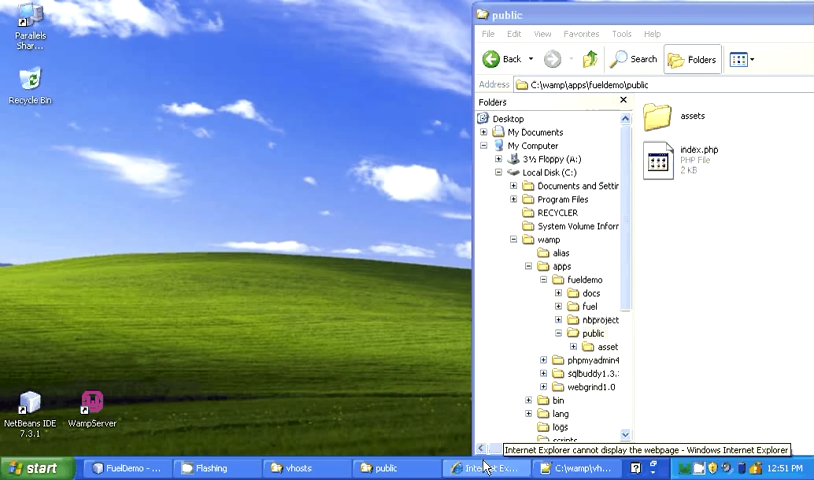 Parallels
Shar...
Recycle Bin
NetBeans IDE
7.3.1
WampServer
public
File Edit View Favorites Tools Help
Back Search Folders
Address C:\wamp\apps\fueldemo\public
Folders
Desktop
My Documents
My Computer
3½ Floppy (A:)
Local Disk (C:)
Documents and Settir
Program Files
RECYCLER
System Volume Inforr
wamp
alias
apps
fueldemo
docs
fuel
nbproject
public
asset
phpmyadmin4
sqlbuddy1.3.
webgrind1.0
bin
lang
logs
scripts
assets
index.php
PHP File
2 KB
Internet Explorer cannot display the webpage - Windows Internet Explorer
start FuelDemo - ... Flashing vhosts public Internet Ex... C:\wamp\vh... 12:51 PM